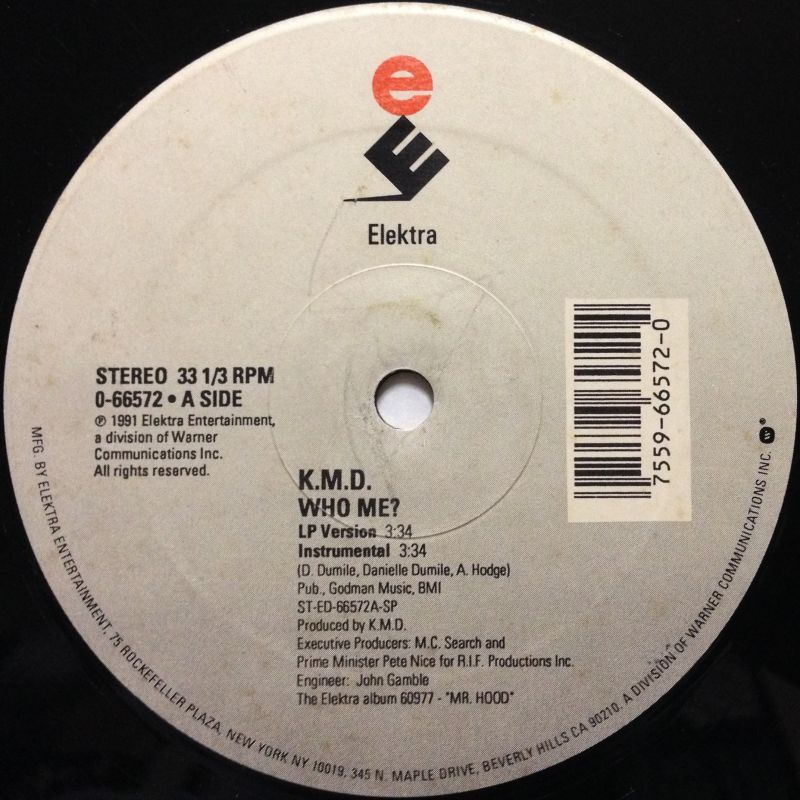 e
E
Elektra
STEREO 33 1/3 RPM
0-66572 • A SIDE
℗ 1991 Elektra Entertainment,
a division of Warner
Communications Inc.
All rights reserved.
7559-66572-0
K.M.D.
WHO ME?
LP Version 3:34
Instrumental 3:34
(D. Dumile, Danielle Dumile, A. Hodge)
Pub., Godman Music, BMI
ST-ED-66572A-SP
Produced by K.M.D.
Executive Producers: M.C. Search and
Prime Minister Pete Nice for R.I.F. Productions Inc.
Engineer: John Gamble
The Elektra album 60977 - "MR. HOOD"
MFG. BY ELEKTRA ENTERTAINMENT, 75 ROCKEFELLER PLAZA, NEW YORK NY 10019, 345 N. MAPLE DRIVE, BEVERLY HILLS CA 90210. A DIVISION OF WARNER COMMUNICATIONS INC. ®